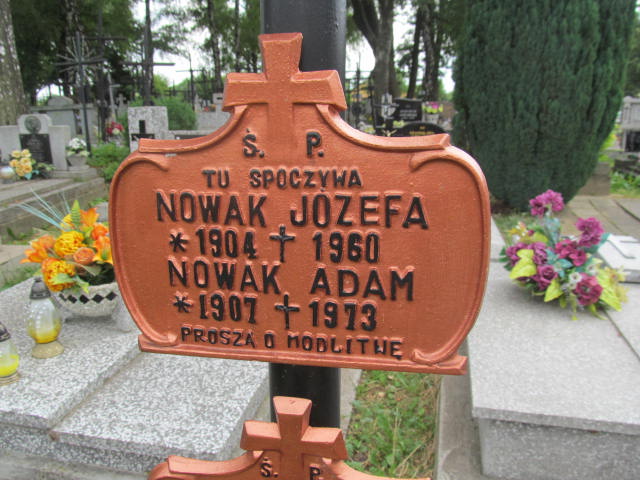 Ś. P.
TU SPOCZYWA
NOWAK JÓZEFA
* 1904 † 1960
NOWAK ADAM
* 1907 † 1973
PROSZĄ O MODLITWĘ
Ś P.